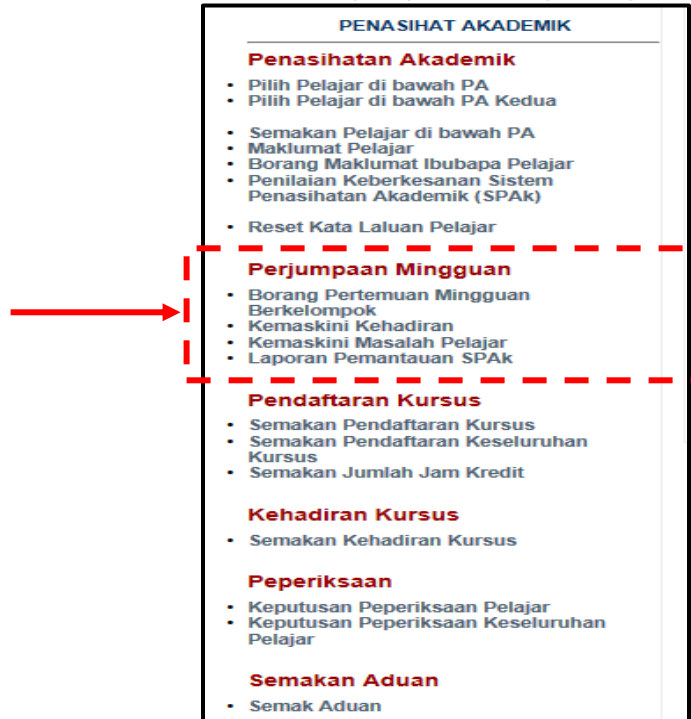 PENASIHAT AKADEMIK
Penasihatan Akademik
• Pilih Pelajar di bawah PA
• Pilih Pelajar di bawah PA Kedua
• Semakan Pelajar di bawah PA
• Maklumat Pelajar
• Borang Maklumat Ibubapa Pelajar
• Penilaian Keberkesanan Sistem
Penasihatan Akademik (SPAk)
• Reset Kata Laluan Pelajar
Perjumpaan Mingguan
• Borang Pertemuan Mingguan
Berkelompok
• Kemaskini Kehadiran
• Kemaskini Masalah Pelajar
• Laporan Pemantauan SPAk
Pendaftaran Kursus
• Semakan Pendaftaran Kursus
• Semakan Pendaftaran Keseluruhan
Kursus
• Semakan Jumlah Jam Kredit
Kehadiran Kursus
• Semakan Kehadiran Kursus
Peperiksaan
• Keputusan Peperiksaan Pelajar
• Keputusan Peperiksaan Keseluruhan
Pelajar
Semakan Aduan
• Semak Aduan